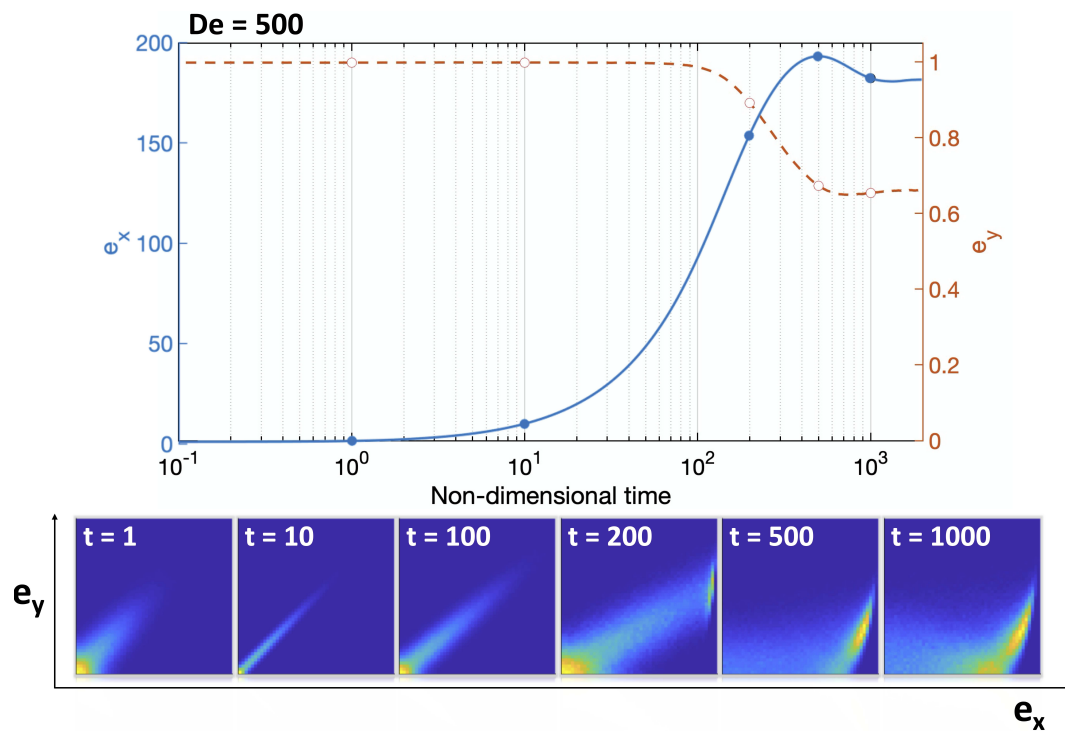 De = 500
200
150
100
50
0
e_x
1
0.8
0.6
0.4
0.2
0
e_y
10^-1
10^0
10^1
10^2
10^3
Non-dimensional time
t = 1
t = 10
t = 100
t = 200
t = 500
t = 1000
e_y
e_x